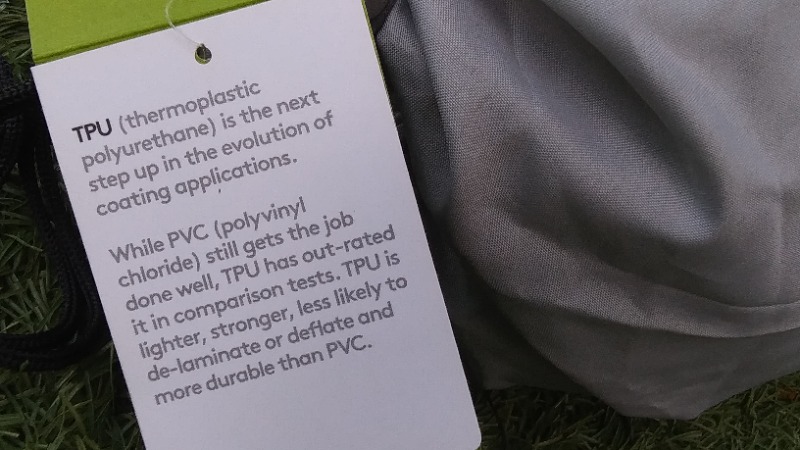 TPU (thermoplastic
polyurethane) is the next
step up in the evolution of
coating applications.
While PVC (polyvinyl
chloride) still gets the job
done well, TPU has out-rated
it in comparison tests. TPU is
lighter, stronger, less likely to
de-laminate or deflate and
more durable than PVC.